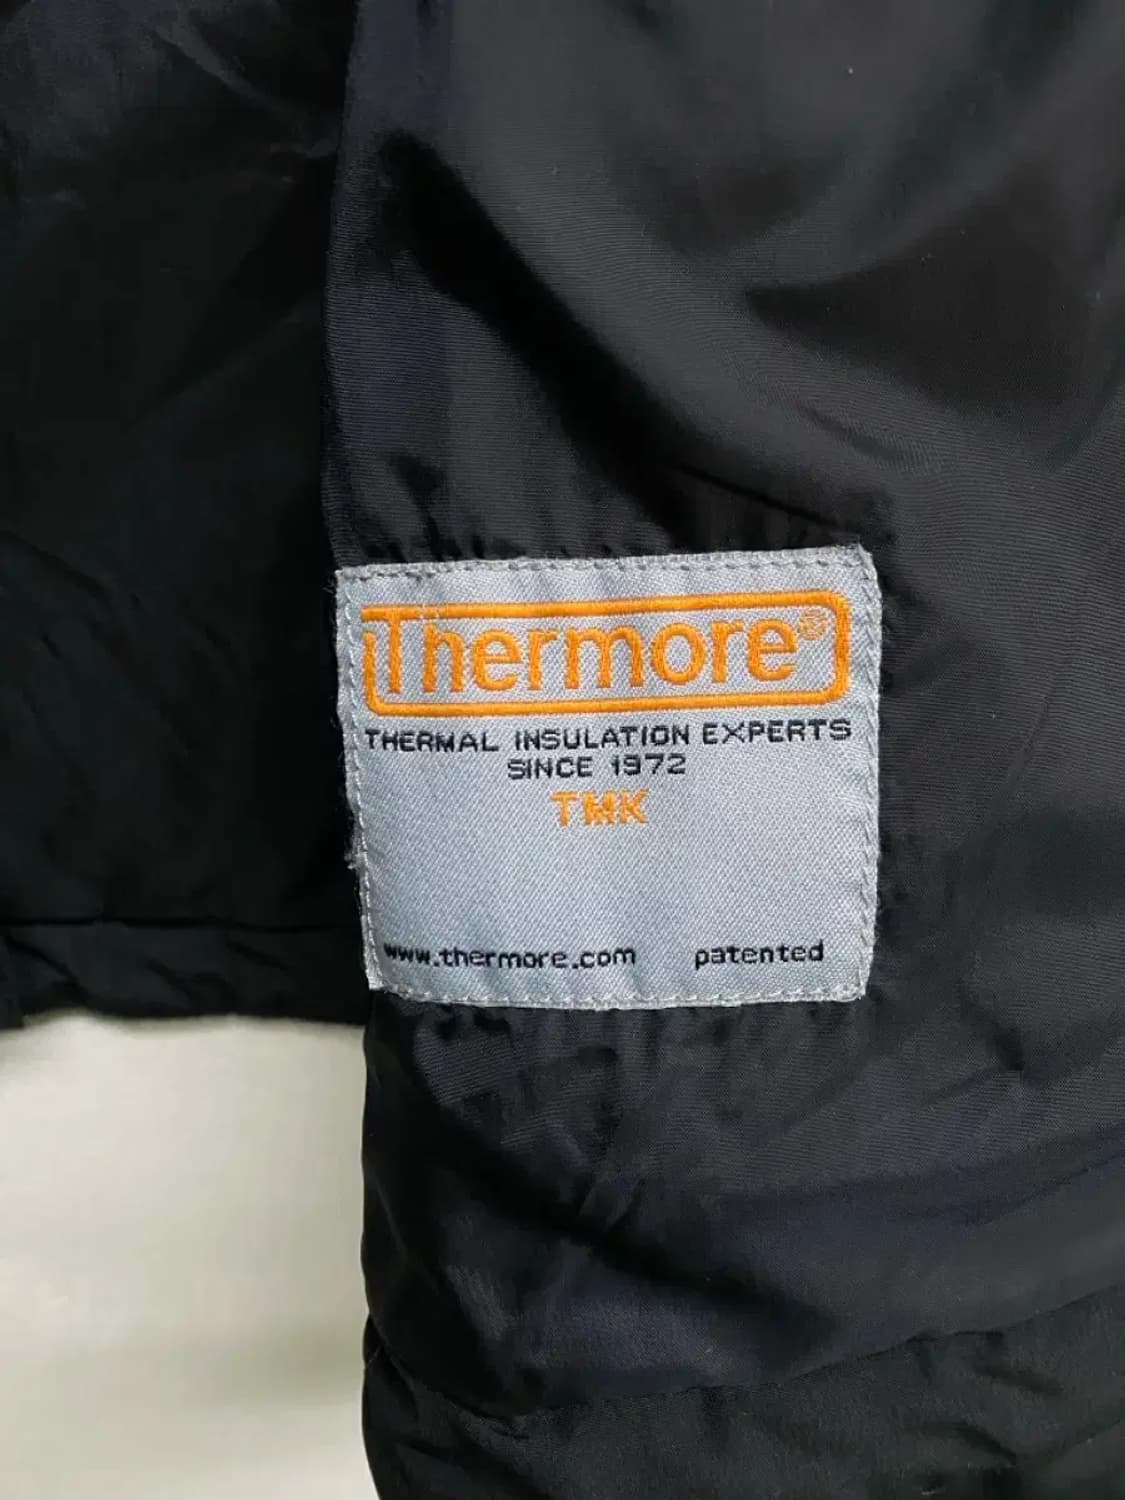 Thermore®
THERMAL INSULATION EXPERTS
SINCE 1972
TMK
www.thermore.com patented